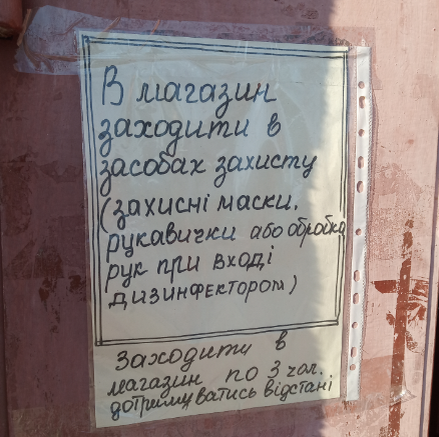 В магазин
заходити в
засобах захисту
(захисні маски.
рукавички або обробка
рук при вході
дизинфектором)
Заходити в
магазин по 3 чол.
дотримуватись відстані